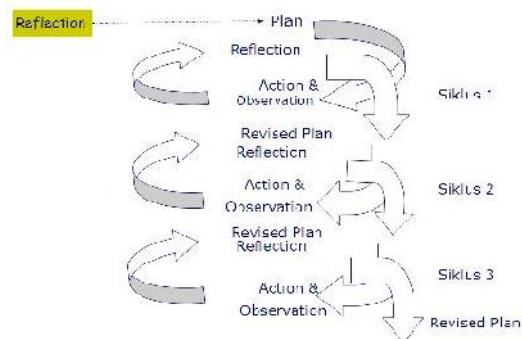 Reflection
Plan
Reflection
Action &
Observation
Siklus 1
Revised Plan
Reflection
Action &
Observation
Siklus 2
Revised Plan
Reflection
Action &
Observation
Siklus 3
Revised Plan